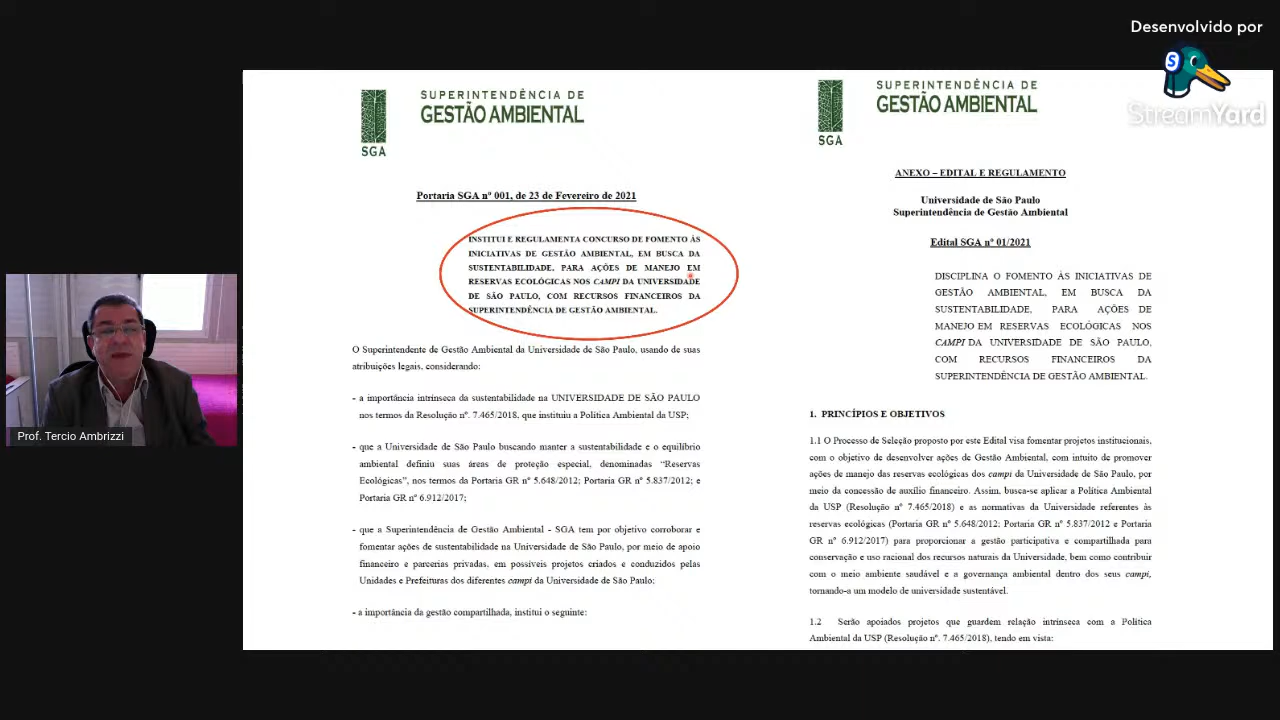 Desenvolvido por
S
StreamYard
Prof. Tercio Ambrizzi
SUPERINTENDÊNCIA DE
GESTÃO AMBIENTAL
SGA
Portaria SGA nº 001, de 23 de Fevereiro de 2021
INSTITUI E REGULAMENTA CONCURSO DE FOMENTO ÀS
INICIATIVAS DE GESTÃO AMBIENTAL, EM BUSCA DA
SUSTENTABILIDADE, PARA AÇÕES DE MANEJO EM
RESERVAS ECOLÓGICAS NOS CAMPI DA UNIVERSIDADE
DE SÃO PAULO, COM RECURSOS FINANCEIROS DA
SUPERINTENDÊNCIA DE GESTÃO AMBIENTAL.
O Superintendente de Gestão Ambiental da Universidade de São Paulo, usando de suas
atribuições legais, considerando:
- a importância intrínseca da sustentabilidade na UNIVERSIDADE DE SÃO PAULO
nos termos da Resolução nº. 7.465/2018, que instituiu a Política Ambiental da USP;
- que a Universidade de São Paulo buscando manter a sustentabilidade e o equilíbrio
ambiental definiu suas áreas de proteção especial, denominadas “Reservas
Ecológicas”, nos termos da Portaria GR nº 5.648/2012; Portaria GR nº 5.837/2012; e
Portaria GR nº 6.912/2017;
- que a Superintendência de Gestão Ambiental - SGA tem por objetivo corroborar e
fomentar ações de sustentabilidade na Universidade de São Paulo, por meio de apoio
financeiro e parcerias privadas, em possíveis projetos criados e conduzidos pelas
Unidades e Prefeituras dos diferentes campi da Universidade de São Paulo;
- a importância da gestão compartilhada, institui o seguinte:
SUPERINTENDÊNCIA DE
GESTÃO AMBIENTAL
SGA
ANEXO – EDITAL E REGULAMENTO
Universidade de São Paulo
Superintendência de Gestão Ambiental
Edital SGA nº 01/2021
DISCIPLINA O FOMENTO ÀS INICIATIVAS DE
GESTÃO AMBIENTAL, EM BUSCA DA
SUSTENTABILIDADE, PARA AÇÕES DE
MANEJO EM RESERVAS ECOLÓGICAS NOS
CAMPI DA UNIVERSIDADE DE SÃO PAULO,
COM RECURSOS FINANCEIROS DA
SUPERINTENDÊNCIA DE GESTÃO AMBIENTAL.
1. PRINCÍPIOS E OBJETIVOS
1.1 O Processo de Seleção proposto por este Edital visa fomentar projetos institucionais,
com o objetivo de desenvolver ações de Gestão Ambiental, com intuito de promover
ações de manejo das reservas ecológicas dos campi da Universidade de São Paulo, por
meio da concessão de auxílio financeiro. Assim, busca-se aplicar a Política Ambiental
da USP (Resolução nº 7.465/2018) e as normativas da Universidade referentes às
reservas ecológicas (Portaria GR nº 5.648/2012; Portaria GR nº 5.837/2012 e Portaria
GR nº 6.912/2017) para proporcionar a gestão participativa e compartilhada para
conservação e uso racional dos recursos naturais da Universidade, bem como contribuir
com o meio ambiente saudável e a governança ambiental dentro dos seus campi,
tornando-a um modelo de universidade sustentável.
1.2 Serão apoiados projetos que guardem relação intrínseca com a Política
Ambiental da USP (Resolução nº. 7.465/2018), tendo em vista: